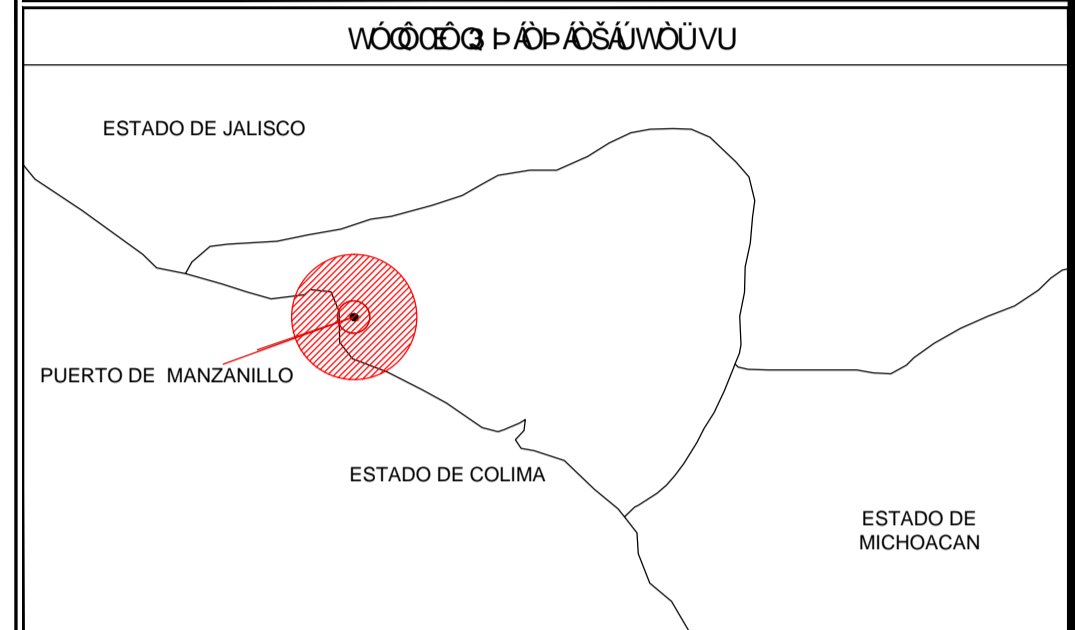 ESTADO DE JALISCO
PUERTO DE MANZANILLO
ESTADO DE COLIMA
ESTADO DE
MICHOACAN